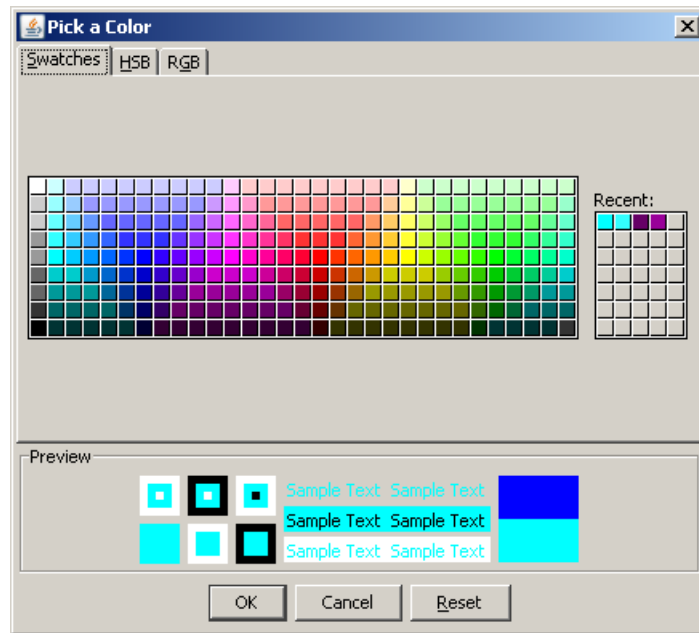 Pick a Color
Swatches HSB RGB
Recent:
Preview
Sample Text Sample Text
Sample Text Sample Text
Sample Text Sample Text
OK Cancel Reset